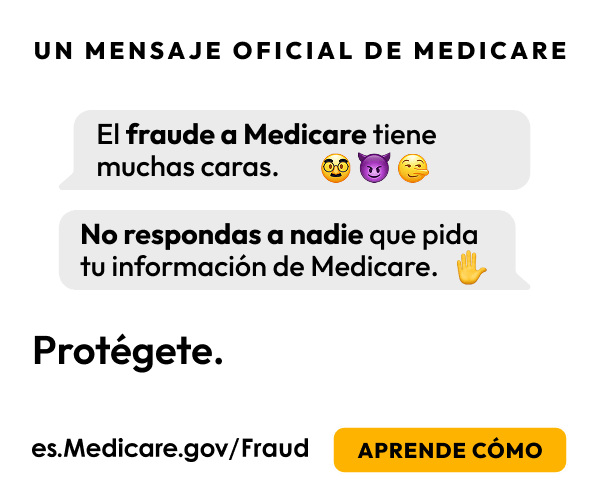 UN MENSAJE OFICIAL DE MEDICARE
El fraude a Medicare tiene
muchas caras. 🥸😈🤥
No respondas a nadie que pida
tu información de Medicare. ✋
Protégete.
es.Medicare.gov/Fraud
APRENDE CÓMO